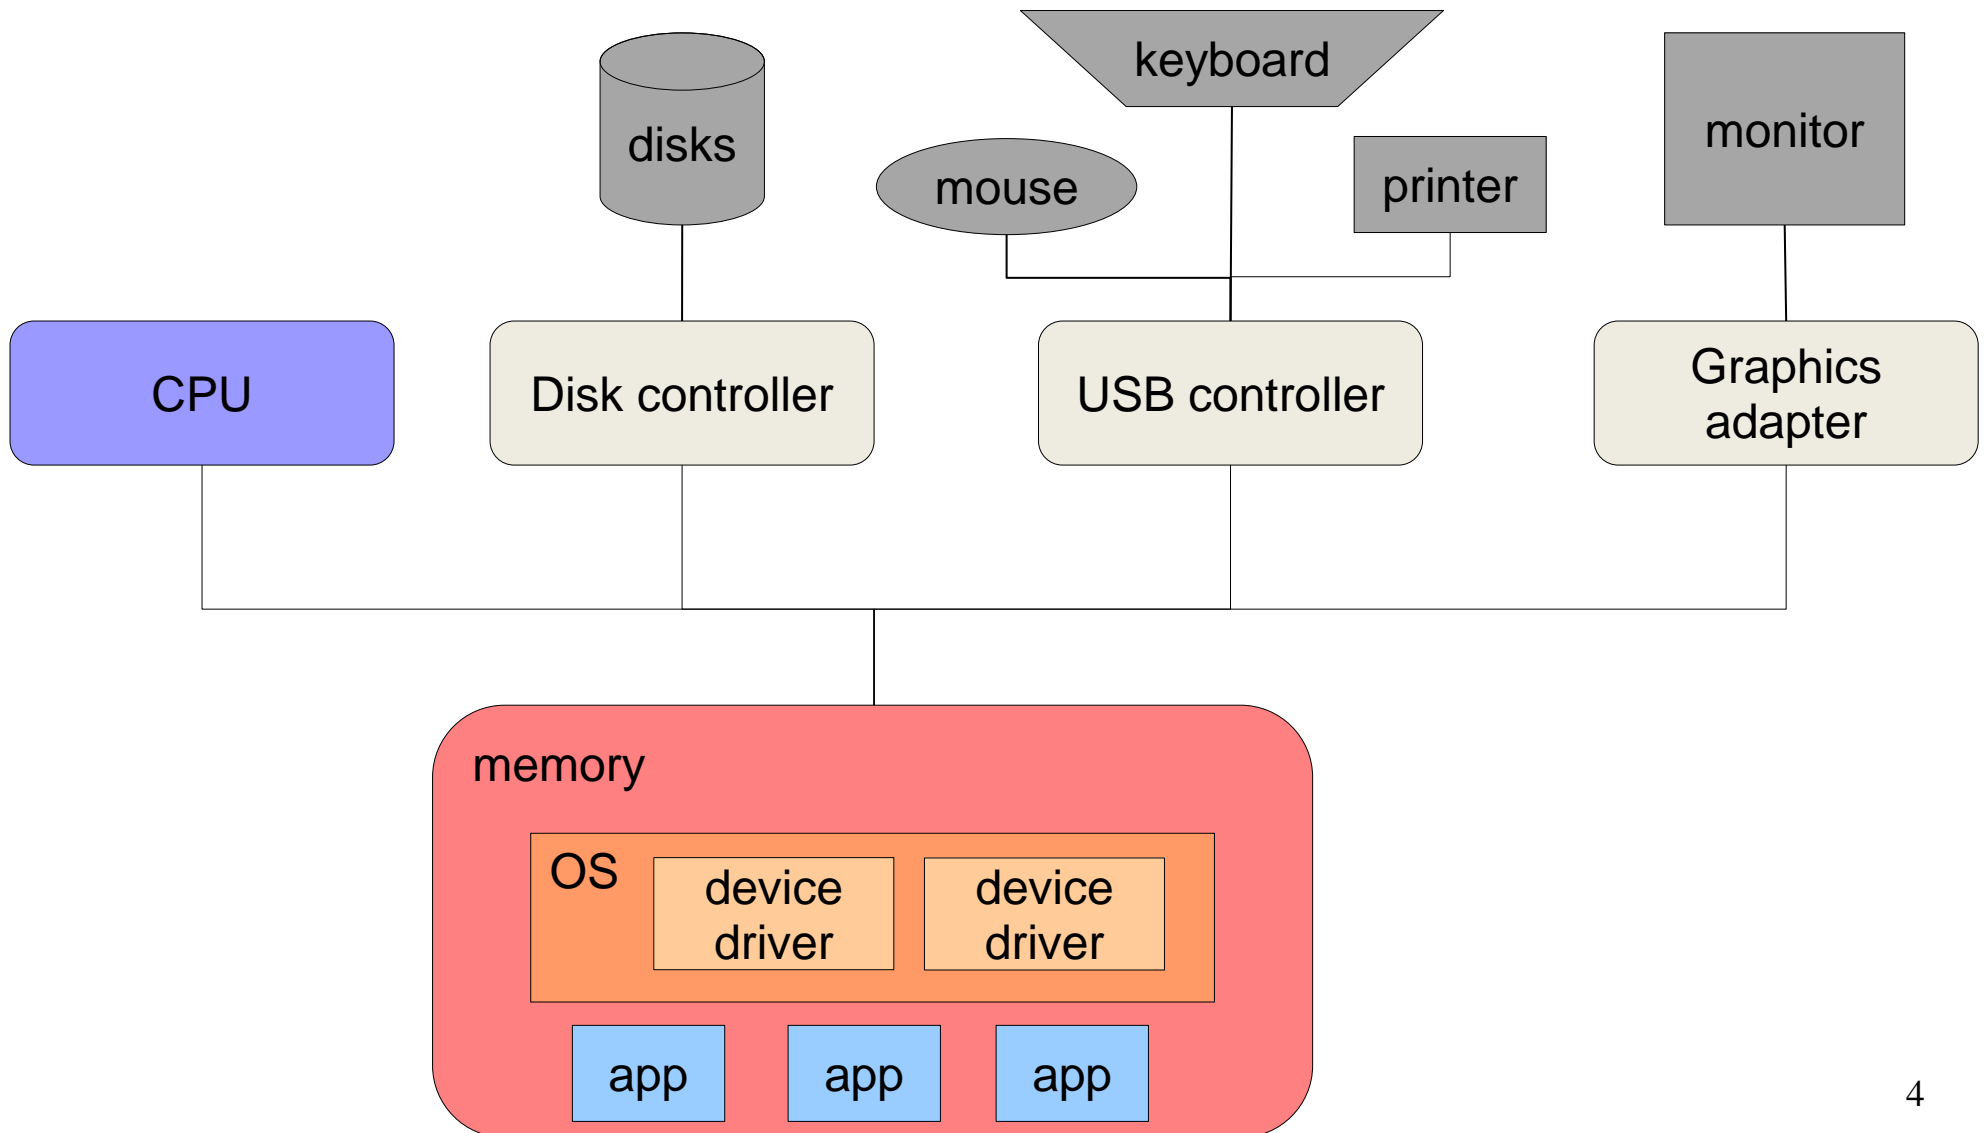 keyboard
disks
mouse
printer
monitor
CPU
Disk controller
USB controller
Graphics
adapter
memory
OS
device
driver
device
driver
app
app
app
4